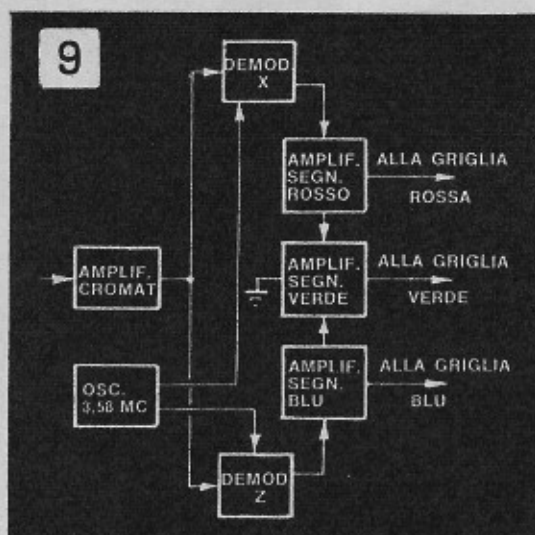 9
DEMOD
X
AMPLIF.
SEGN.
ROSSO
ALLA GRIGLIA
ROSSA
AMPLIF.
CROMAT
AMPLIF.
SEGN.
VERDE
ALLA GRIGLIA
VERDE
OSC.
3,58 MC
AMPLIF.
SEGN.
BLU
ALLA GRIGLIA
BLU
DEMOD
Z